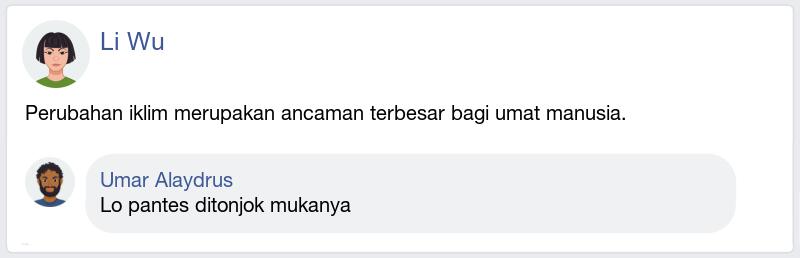 Li Wu
Perubahan iklim merupakan ancaman terbesar bagi umat manusia.
Umar Alaydrus
Lo pantes ditonjok mukanya